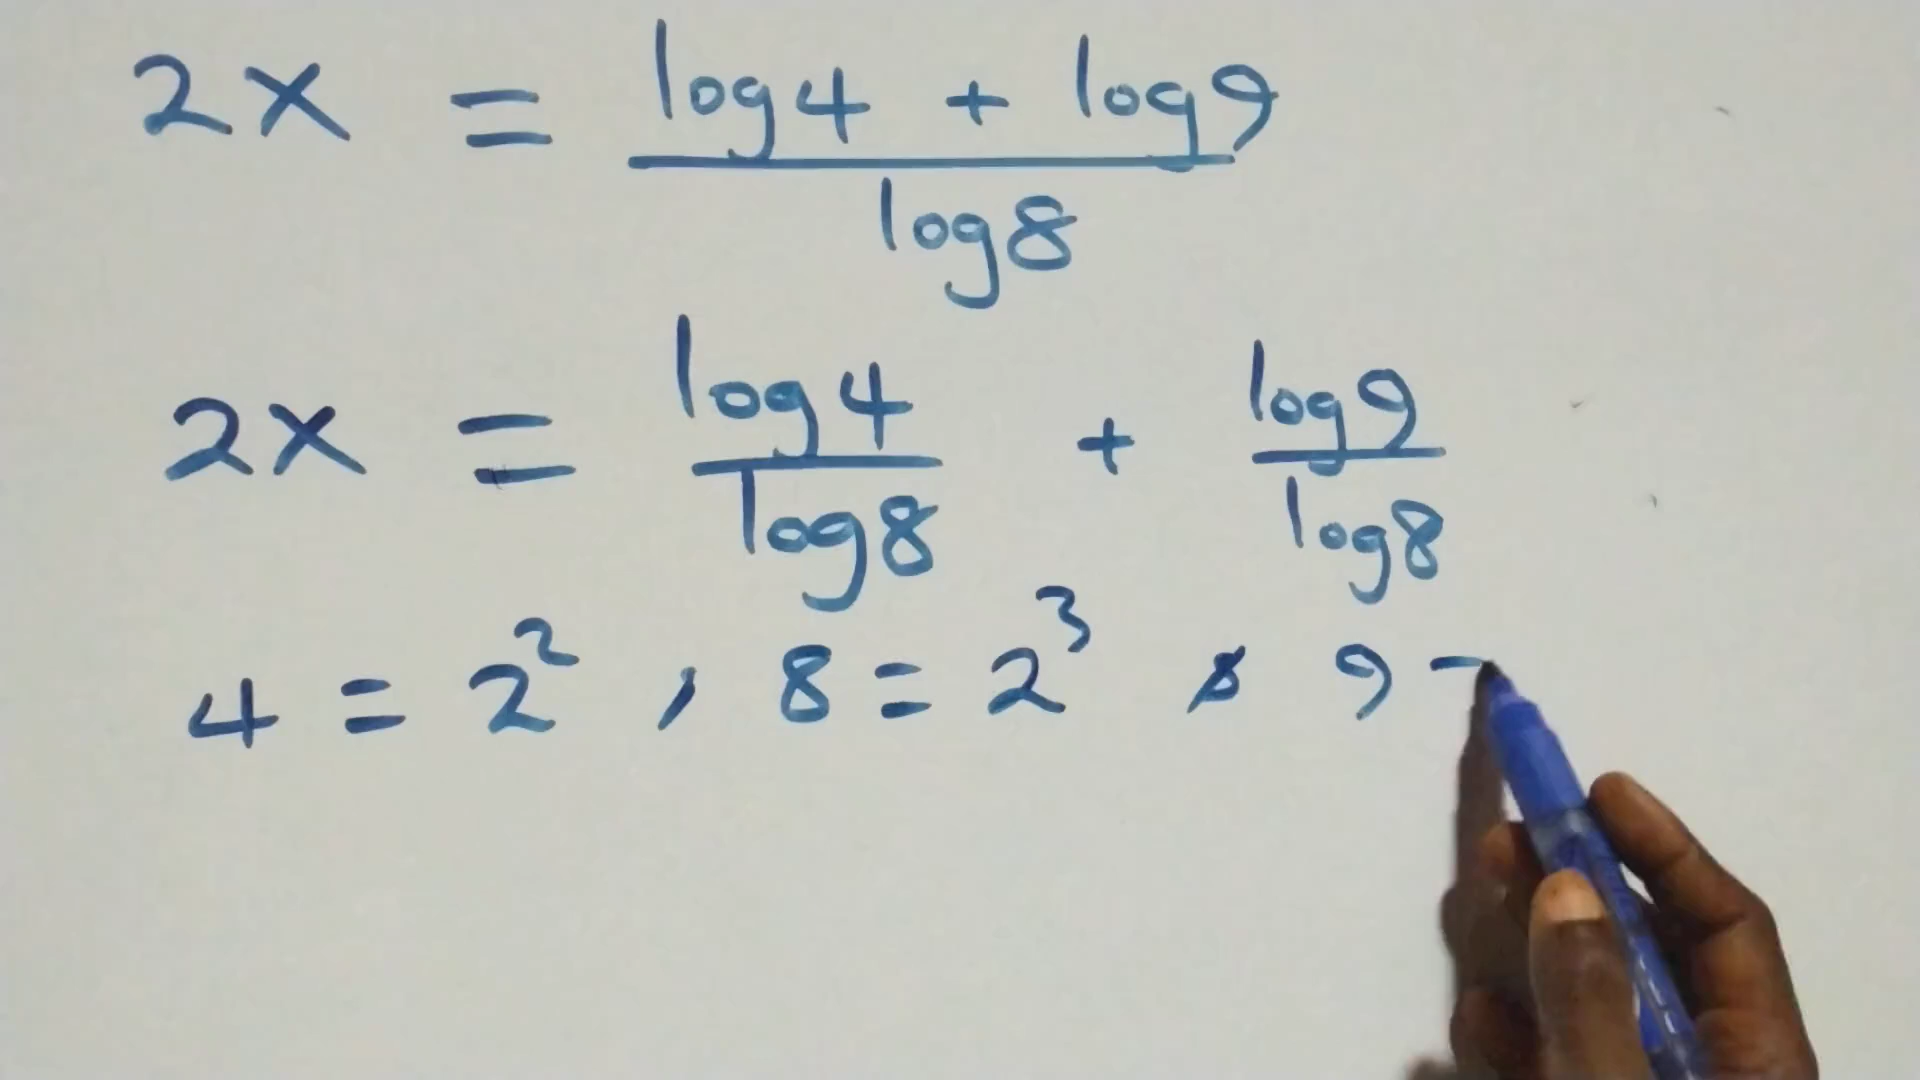 2x = (log4 + log9)/log8
2x = log4/log8 + log9/log8
4 = 2², 8 = 2³ & 9 -